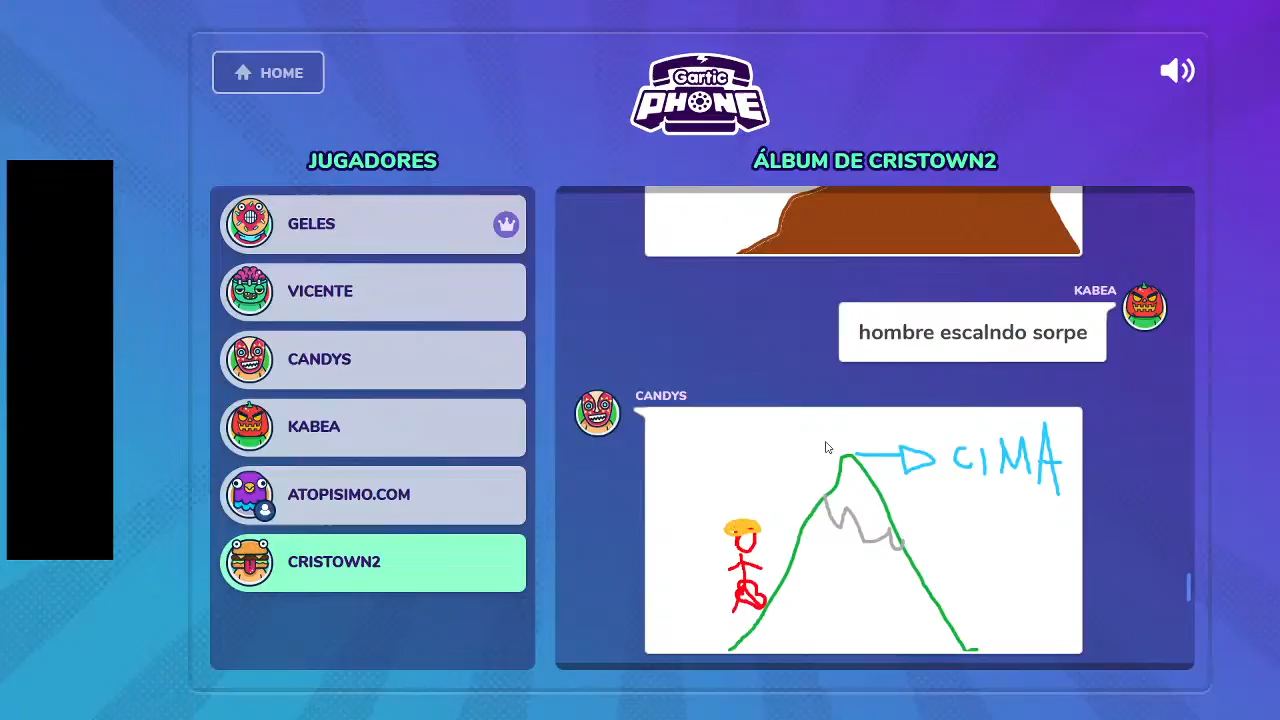 HOME
Gartic
PHONE
JUGADORES
ÁLBUM DE CRISTOWN2
GELES
VICENTE
CANDYS
KABEA
ATOPISIMO.COM
CRISTOWN2
KABEA
hombre escalndo sorpe
CANDYS
CIMA